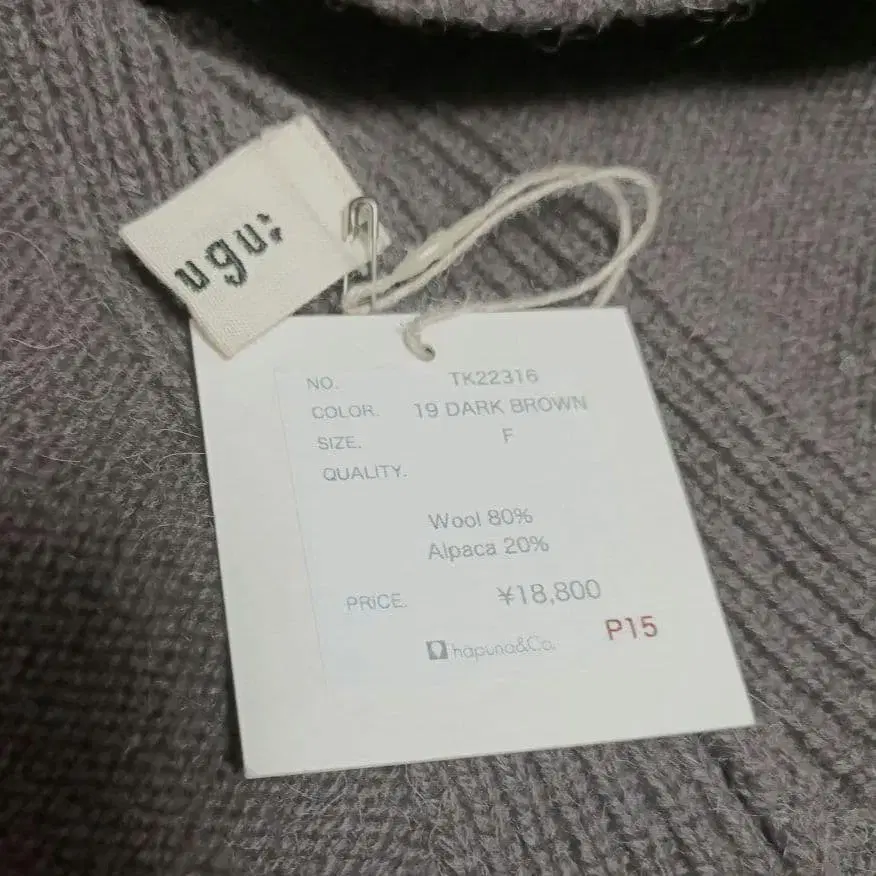 ugu;
NO. TK22316
COLOR. 19 DARK BROWN
SIZE. F
QUALITY.
Wool 80%
Alpaca 20%
PRICE. ¥18,800
P15
hapuna&Co.